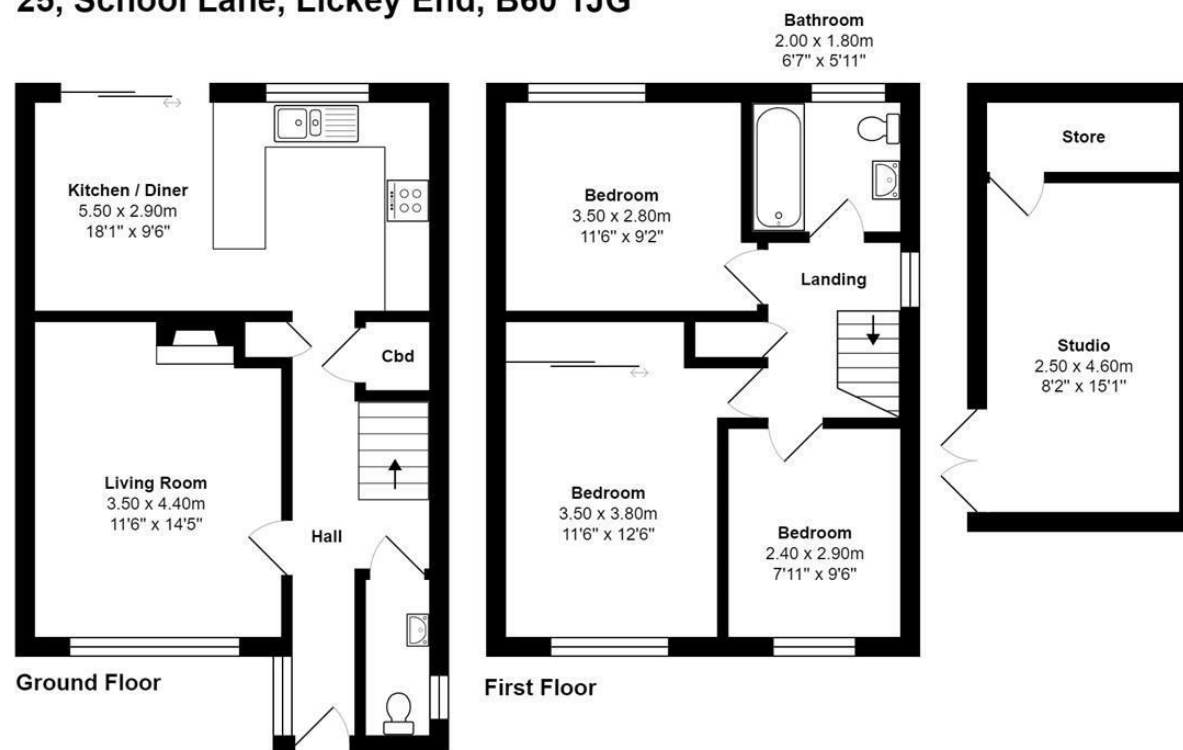 25, School Lane, Lickey End, B60 1JG
Bathroom
2.00 x 1.80m
6'7" x 5'11"
Kitchen / Diner
5.50 x 2.90m
18'1" x 9'6"
Bedroom
3.50 x 2.80m
11'6" x 9'2"
Landing
Store
Cbd
Studio
2.50 x 4.60m
8'2" x 15'1"
Living Room
3.50 x 4.40m
11'6" x 14'5"
Hall
Bedroom
3.50 x 3.80m
11'6" x 12'6"
Bedroom
2.40 x 2.90m
7'11" x 9'6"
Ground Floor
First Floor